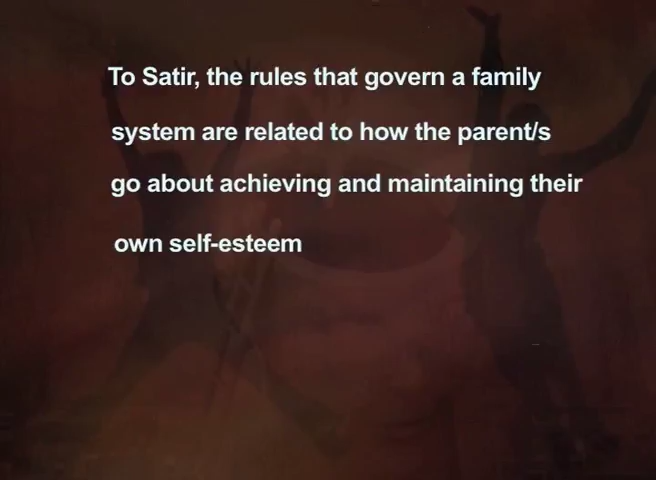 To Satir, the rules that govern a family
system are related to how the parent/s
go about achieving and maintaining their
own self-esteem